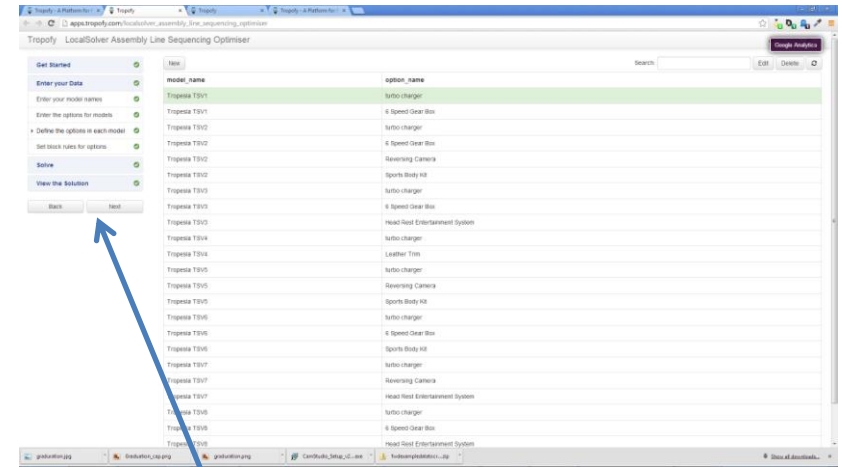 Tropofy - A Platform for
Tropofy
Tropofy
Tropofy - A Platform for
apps.tropofy.com/localsolver_assembly_line_sequencing_optimiser
Tropofy LocalSolver Assembly Line Sequencing Optimiser
Google Analytics
Get Started
New
Search:
Edit Delete
Enter your Data
model_name option_name
Enter your model names
Tropesia TSV1 turbo charger
Enter the options for models
Tropesia TSV1 6 Speed Gear Box
Define the options in each model
Tropesia TSV2 turbo charger
Set block rules for options
Tropesia TSV2 6 Speed Gear Box
Solve
Tropesia TSV2 Reversing Camera
View the Solution
Tropesia TSV2 Sports Body Kit
Tropesia TSV3 turbo charger
Back Next
Tropesia TSV3 6 Speed Gear Box
Tropesia TSV3 Head Rest Entertainment System
Tropesia TSV4 turbo charger
Tropesia TSV4 Leather Trim
Tropesia TSV5 turbo charger
Tropesia TSV5 Reversing Camera
Tropesia TSV5 Sports Body Kit
Tropesia TSV6 turbo charger
Tropesia TSV6 6 Speed Gear Box
Tropesia TSV6 Sports Body Kit
Tropesia TSV7 turbo charger
Tropesia TSV7 Reversing Camera
Tropesia TSV7 Head Rest Entertainment System
Tropesia TSV8 turbo charger
Tropesia TSV8 6 Speed Gear Box
Tropesia TSV8 Head Rest Entertainment System
graduation.jpg
Graduation_cap.png
graduation.png
Show all downloads...